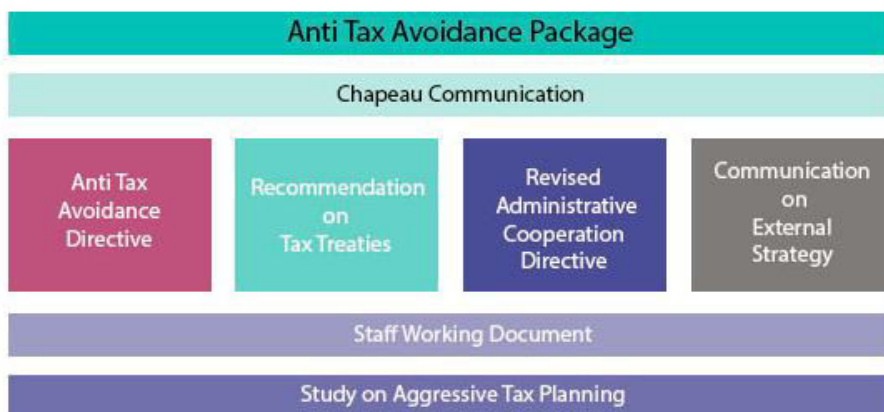 Anti Tax Avoidance Package
Chapeau Communication
Anti Tax
Avoidance
Directive
Recommendation
on
Tax Treaties
Revised
Administrative
Cooperation
Directive
Communication
on
External
Strategy
Staff Working Document
Study on Aggressive Tax Planning